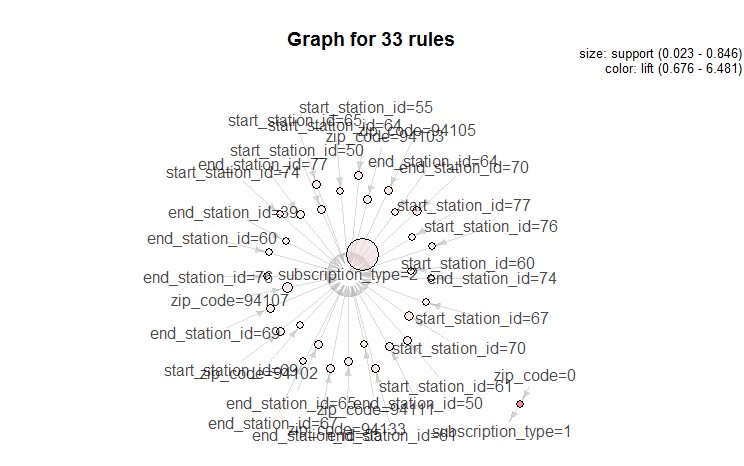 Graph for 33 rules
size: support (0.023 - 0.846)
color: lift (0.676 - 6.481)
start_station_id=55
start_station_id=65
start_station_id=64
zip_code=94105
zip_code=94103
start_station_id=50
end_station_id=77
end_station_id=64
end_station_id=70
start_station_id=74
start_station_id=77
end_station_id=39
start_station_id=76
end_station_id=60
start_station_id=60
subscription_type=2
end_station_id=76
end_station_id=74
zip_code=94107
start_station_id=67
end_station_id=69
start_station_id=70
start_station_id=69
zip_code=94102
zip_code=0
start_station_id=61
end_station_id=65
end_station_id=50
zip_code=94111
end_station_id=67
zip_code=94133
subscription_type=1
end_station_id=55
end_station_id=61